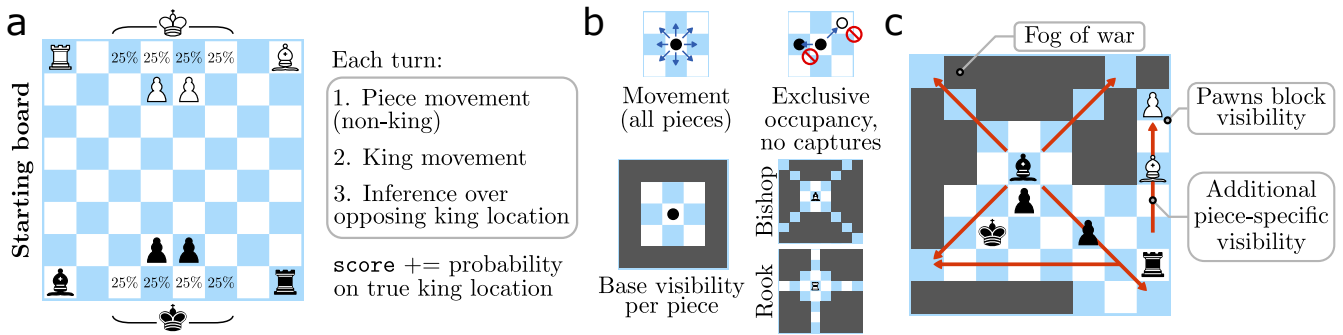 a
Starting board
25% 25% 25% 25%
25% 25% 25% 25%
Each turn:
1. Piece movement
(non-king)
2. King movement
3. Inference over
opposing king location
score += probability
on true king location
b
Movement
(all pieces)
Exclusive
occupancy,
no captures
Base visibility
per piece
Bishop
Rook
c
Fog of war
Pawns block
visibility
Additional
piece-specific
visibility